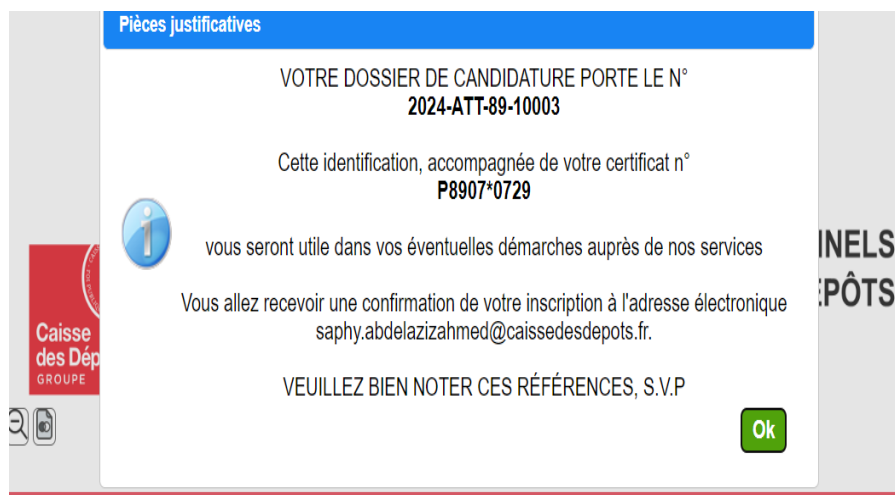 Pièces justificatives
VOTRE DOSSIER DE CANDIDATURE PORTE LE N°
2024-ATT-89-10003
Cette identification, accompagnée de votre certificat n°
P8907*0729
vous seront utile dans vos éventuelles démarches auprès de nos services
Vous allez recevoir une confirmation de votre inscription à l'adresse électronique
saphy.abdelazizahmed@caissedesdepots.fr.
VEUILLEZ BIEN NOTER CES RÉFÉRENCES, S.V.P
Ok
Caisse
des Dép
GROUPE
NNELS
PÔTS